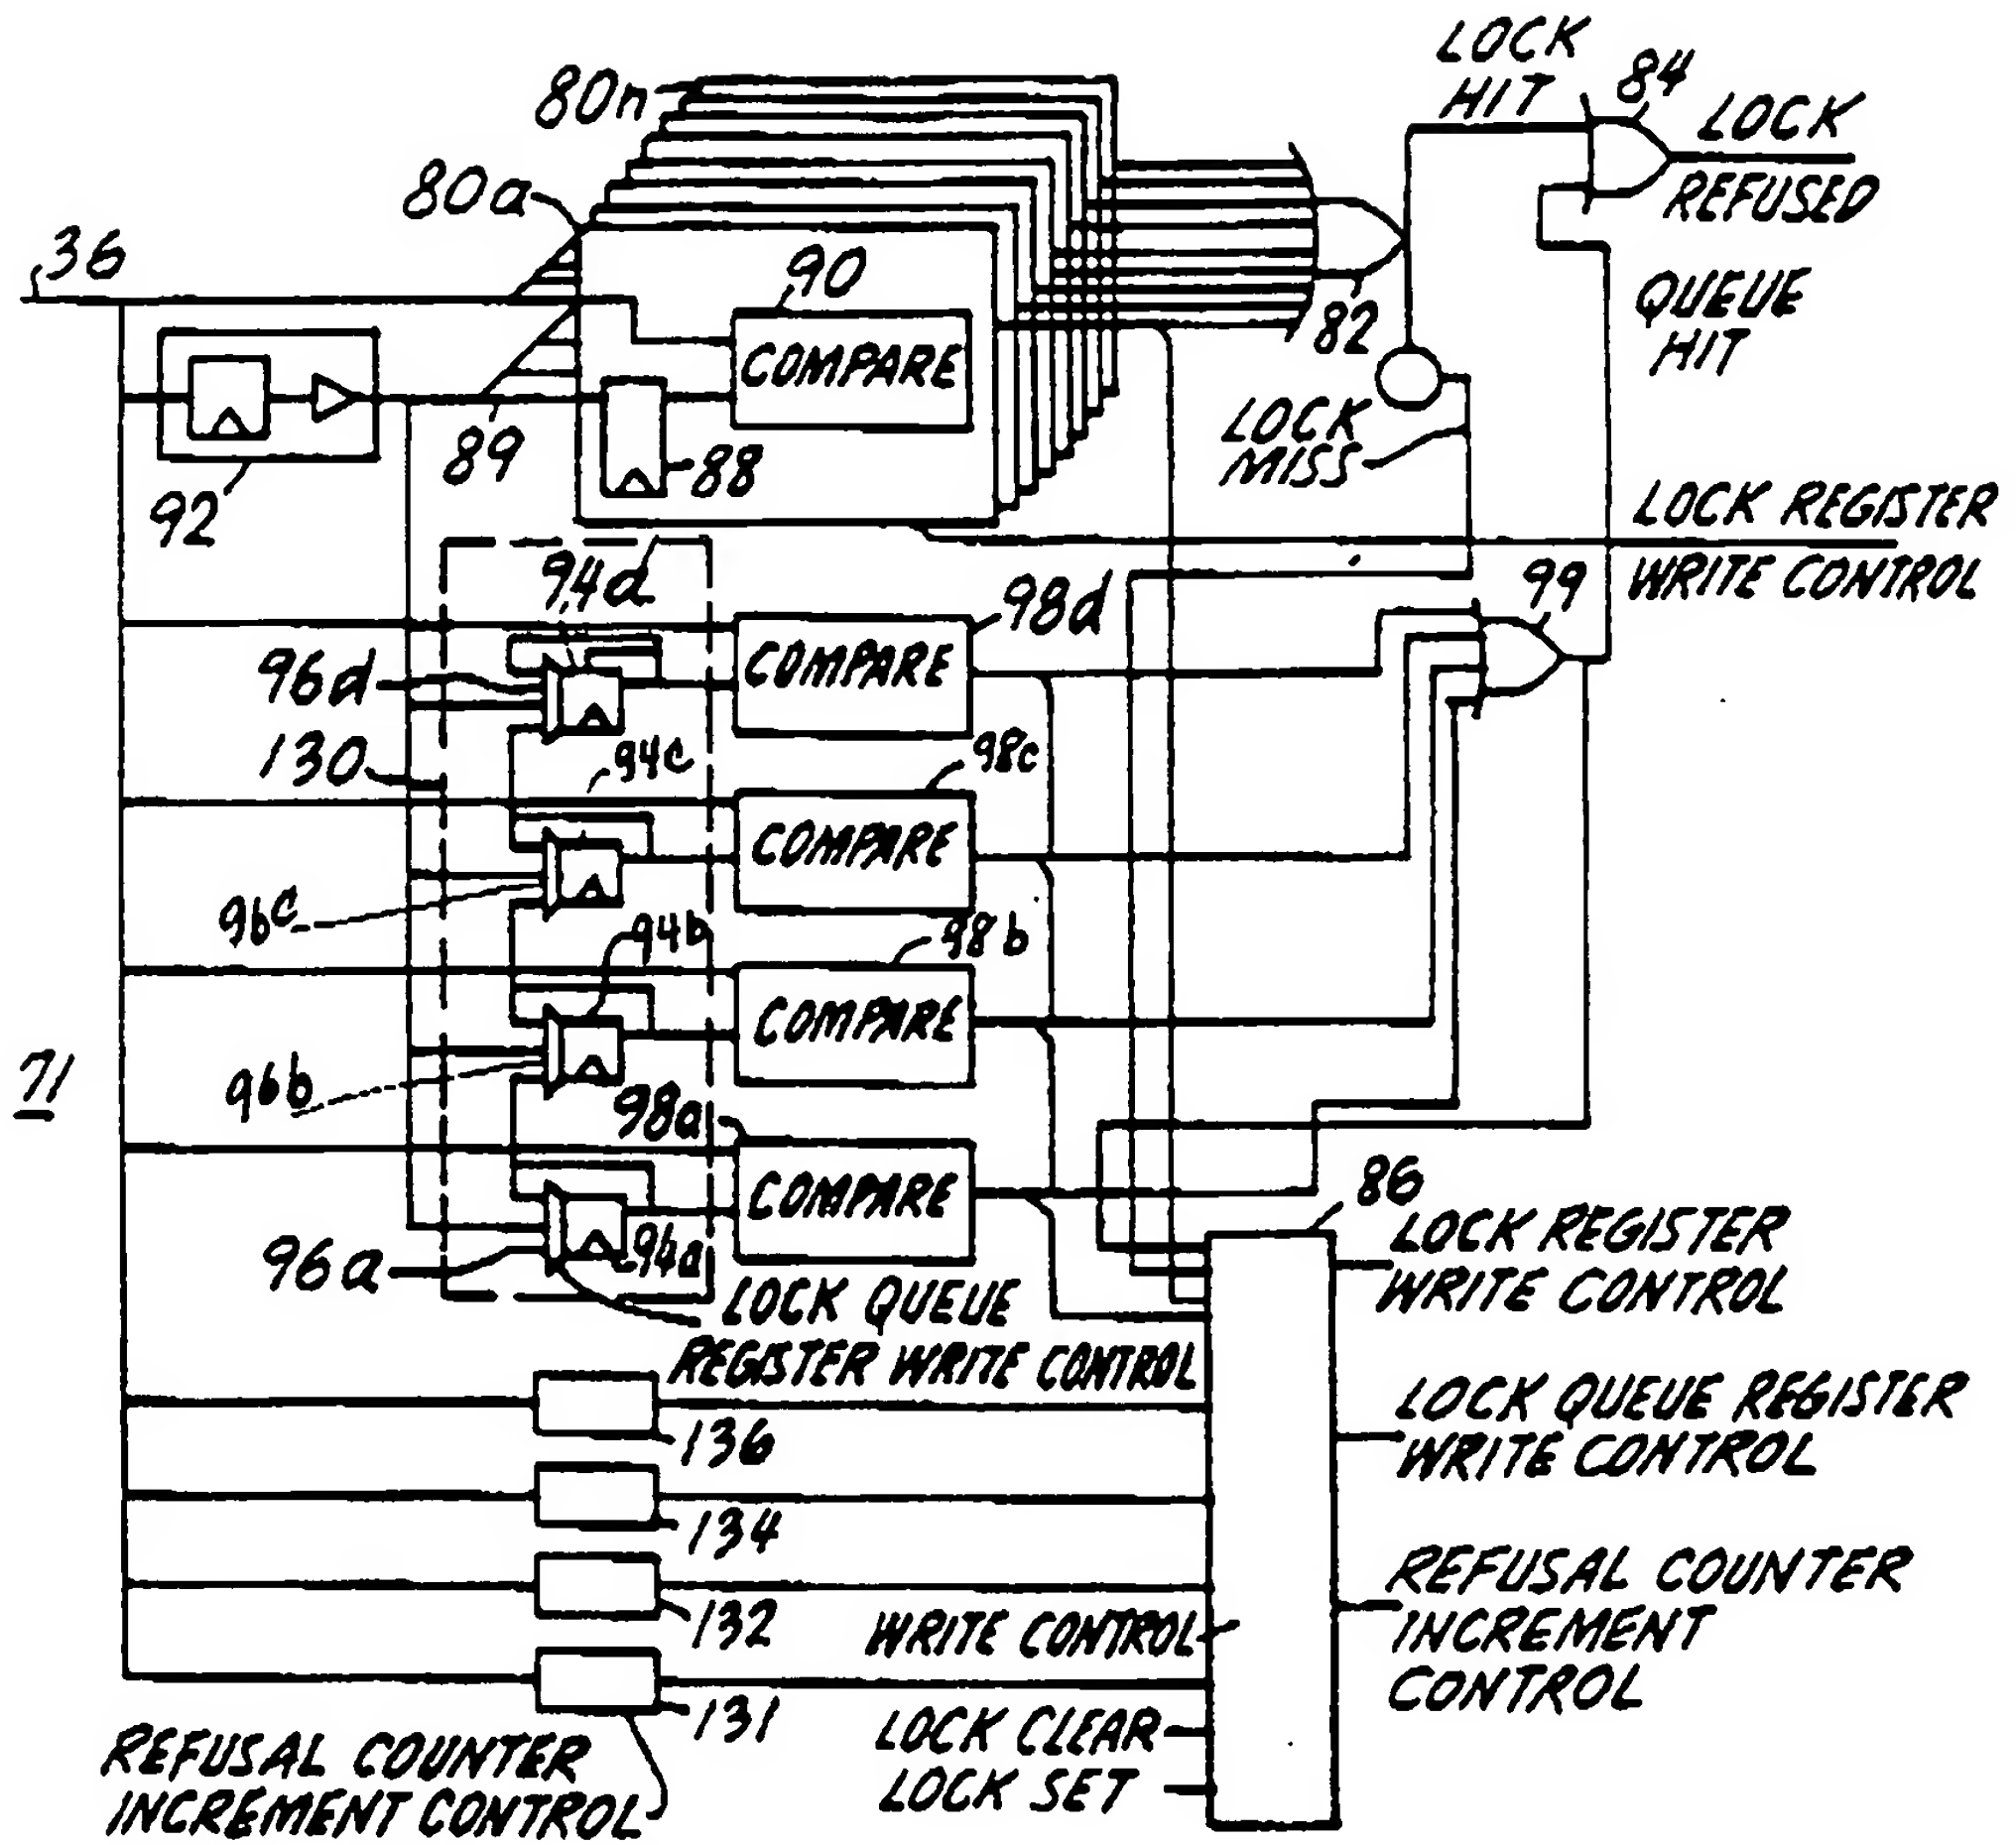 LOCK
HIT
84
LOCK
REFUSED
80n
80a
36
90
COMPARE
82
QUEUE
HIT
LOCK
MISS
89
88
92
LOCK REGISTER
WRITE CONTROL
94d
98d
99
COMPARE
96d
130
94c
98c
COMPARE
96c
94b
98b
COMPARE
96b
71
98a
COMPARE
86
96a
94a
LOCK QUEUE
REGISTER WRITE CONTROL
LOCK REGISTER
WRITE CONTROL
LOCK QUEUE REGISTER
WRITE CONTROL
136
134
132
WRITE CONTROL
REFUSAL COUNTER
INCREMENT
CONTROL
131
LOCK CLEAR
LOCK SET
REFUSAL COUNTER
INCREMENT CONTROL